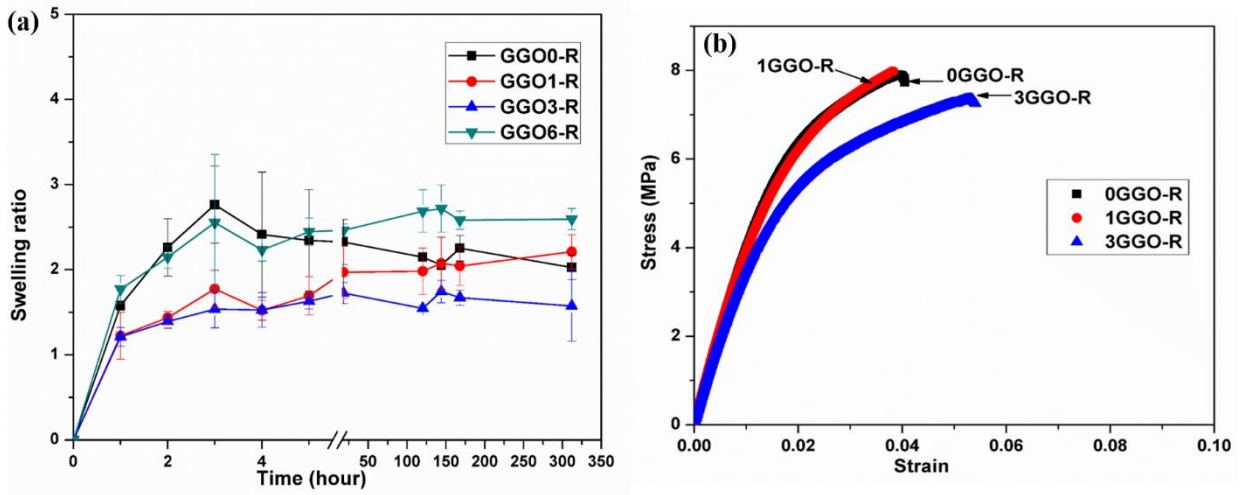 (a)
5
4
3
2
1
0
Swelling ratio
GGO0-R
GGO1-R
GGO3-R
GGO6-R
0 2 4 50 100 150 200 250 300 350
Time (hour)
(b)
8
6
4
2
0
Stress (MPa)
1GGO-R
0GGO-R
3GGO-R
0GGO-R
1GGO-R
3GGO-R
0.00 0.02 0.04 0.06 0.08 0.10
Strain